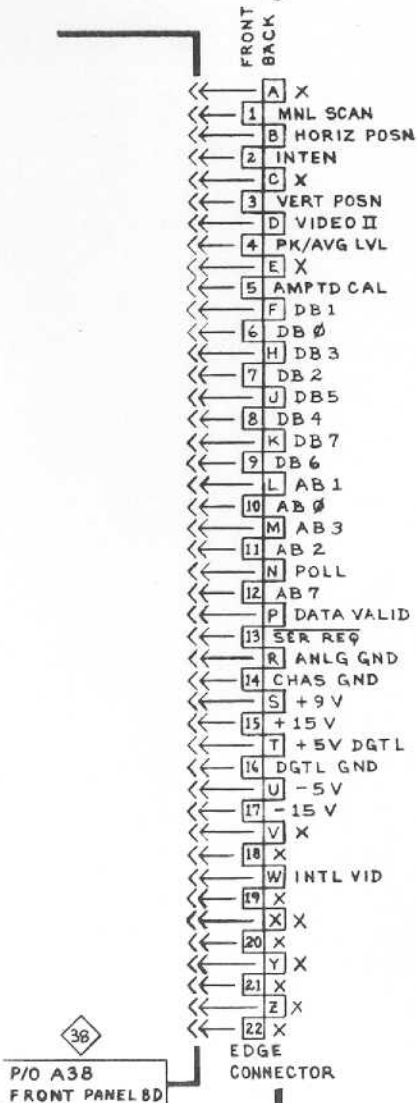 FRONT
BACK
A X
1 MNL SCAN
B HORIZ POSN
2 INTEN
C X
3 VERT POSN
D VIDEO II
4 PK/AVG LVL
E X
5 AMPTD CAL
F DB1
6 DBØ
H DB3
7 DB2
J DB5
8 DB4
K DB7
9 DB6
L AB1
10 ABØ
M AB3
11 AB2
N POLL
12 AB7
P DATA VALID
13 SER REQ
R ANLG GND
14 CHAS GND
S +9V
15 +15V
T +5V DGTL
16 DGTL GND
U -5V
17 -15V
V X
18 X
W INTL VID
19 X
X X
20 X
Y X
21 X
Z X
22 X
EDGE
CONNECTOR
38
P/O A38
FRONT PANEL BD